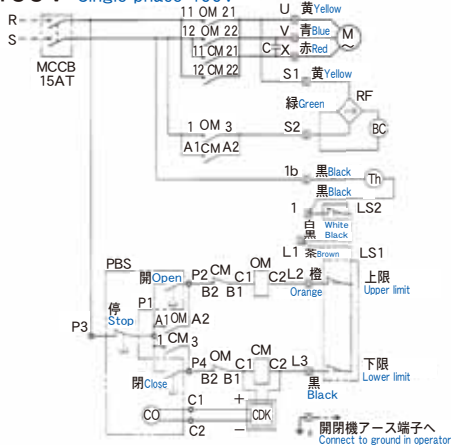 Single phase 100V
R
S
MCCB
15AT
11 OM 21
12 OM 22
11 CM 21
12 CM 22
U 黄Yellow
V 青Blue
C X 赤Red
M
~
S1 黄Yellow
緑Green
RF
BC
1 OM 3
S2
A1 CM A2
1b 黒Black
Th
黒Black
1
LS2
白 White
黒 Black
L1 茶Brown
LS1
PBS
開Open
P2 CM C1 OM C2 L2 橙
B2 B1
Orange
上限
Upper limit
停
Stop
P1
P3
A1 OM A2
1 CM 3
閉Close
P4 OM C1 CM C2 L3
B2 B1
黒
Black
下限
Lower limit
CO
C1
C2
+
CDK
−
開閉機アース端子へ
Connect to ground in operator